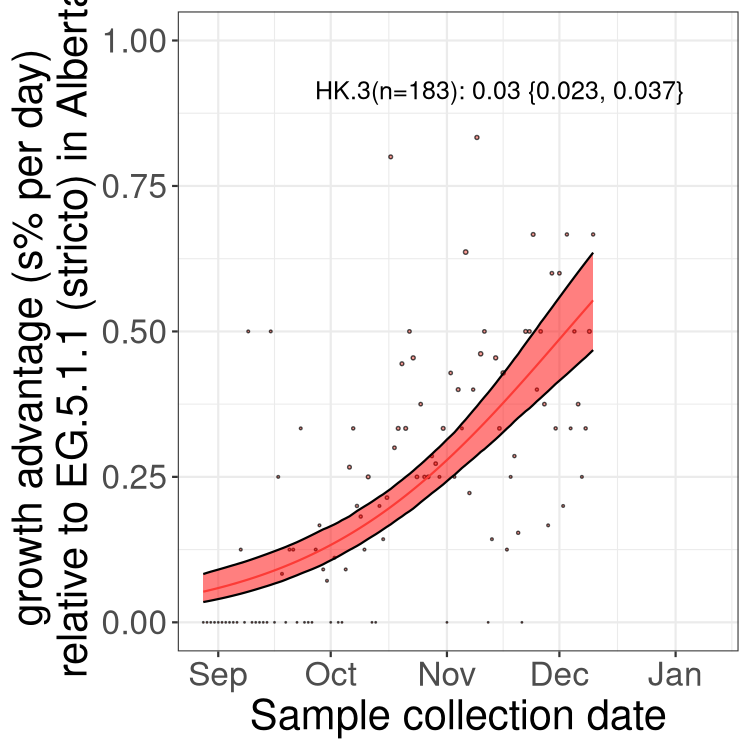 growth advantage (s% per day)
relative to EG.5.1.1 (stricto) in Alberta
1.00
0.75
0.50
0.25
0.00
HK.3(n=183): 0.03 {0.023, 0.037}
Sep Oct Nov Dec Jan
Sample collection date